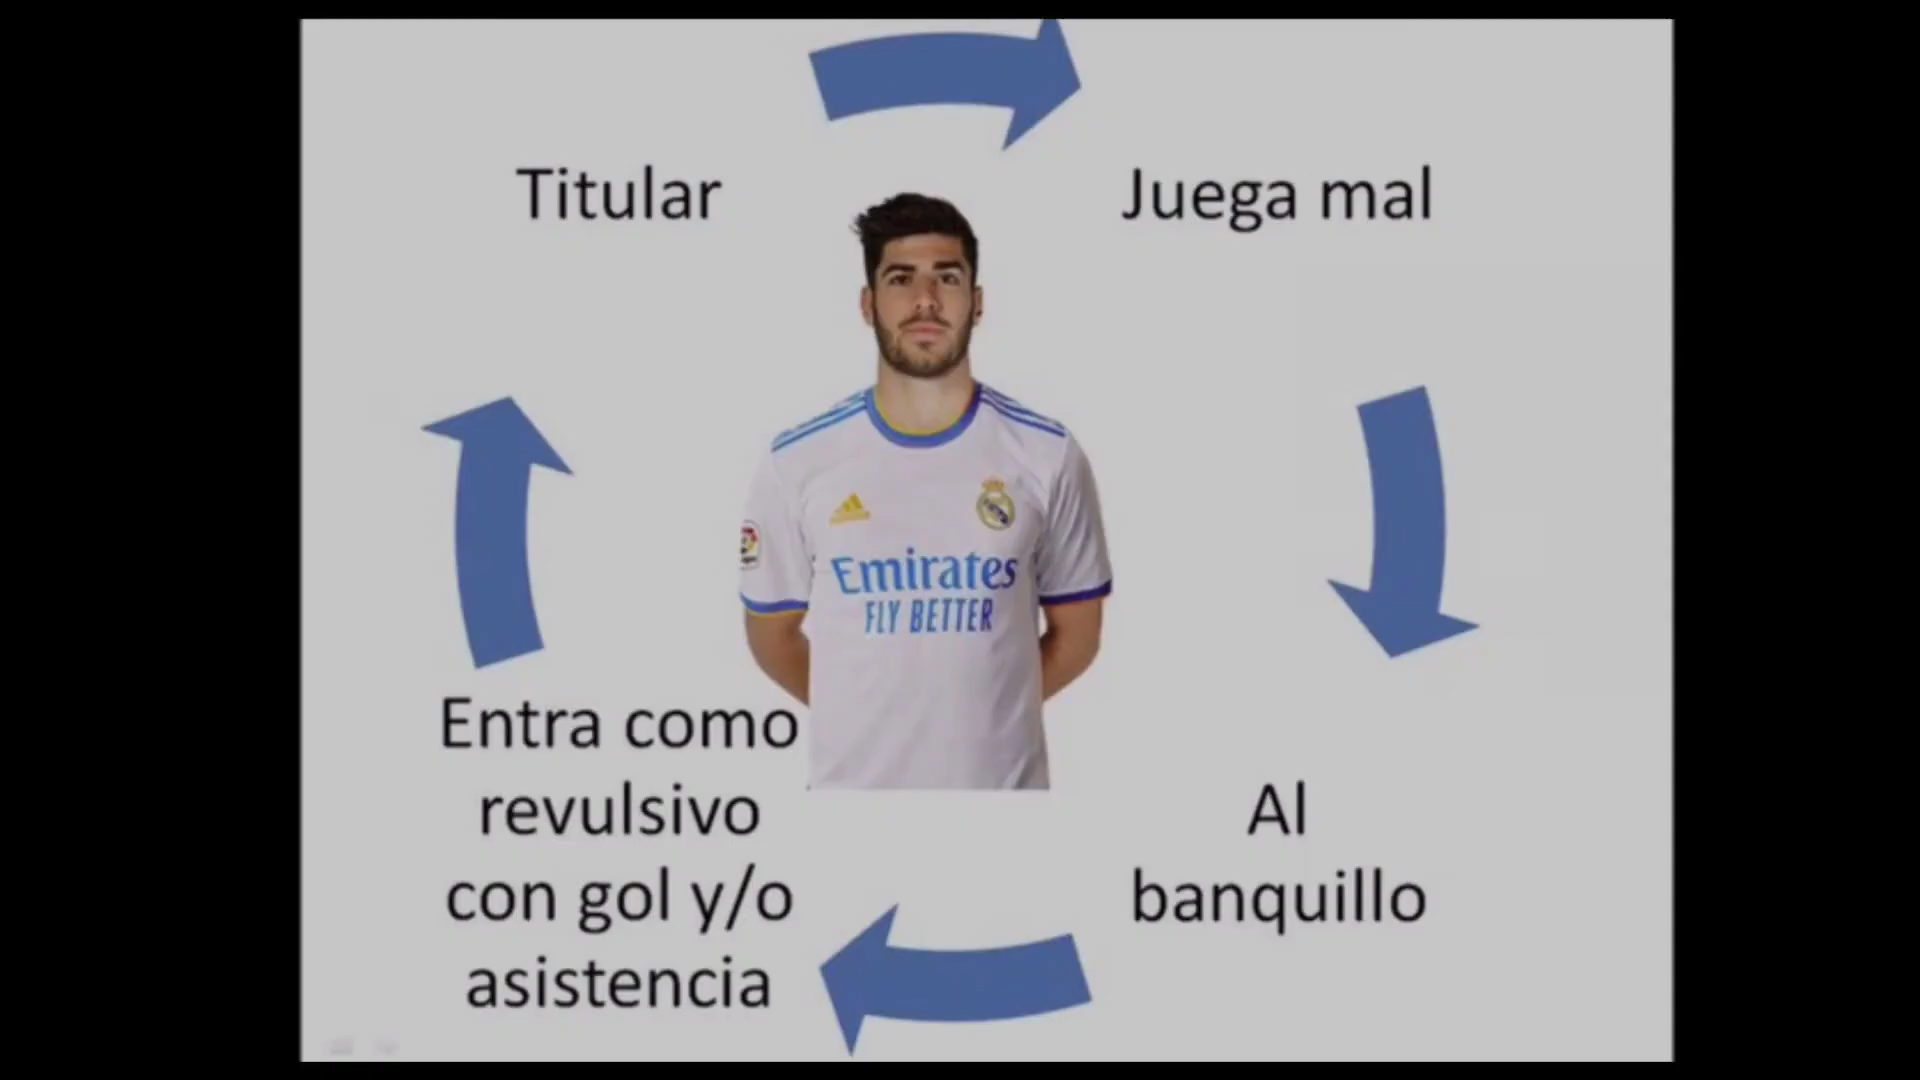 Titular
Juega mal
Emirates
FLY BETTER
Entra como
revulsivo
con gol y/o
asistencia
Al
banquillo